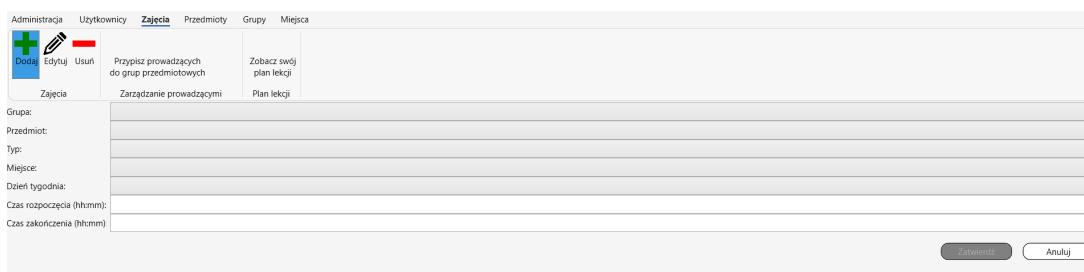 Administracja Użytkownicy Zajęcia Przedmioty Grupy Miejsca
Dodaj Edytuj Usuń
Przypisz prowadzących
do grup przedmiotowych
Zobacz swój
plan lekcji
Zajęcia Zarządzanie prowadzącymi Plan lekcji
Grupa:
Przedmiot:
Typ:
Miejsce:
Dzień tygodnia:
Czas rozpoczęcia (hh:mm):
Czas zakończenia (hh:mm)
Zatwierdź Anuluj